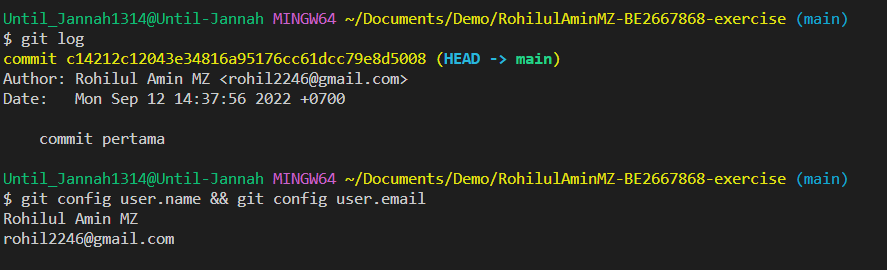 Until_Jannah1314@Until-Jannah MINGW64 ~/Documents/Demo/RohilulAminMZ-BE2667868-exercise (main)
$ git log
commit c14212c12043e34816a95176cc61dcc79e8d5008 (HEAD -> main)
Author: Rohilul Amin MZ <rohil2246@gmail.com>
Date:   Mon Sep 12 14:37:56 2022 +0700
    commit pertama
Until_Jannah1314@Until-Jannah MINGW64 ~/Documents/Demo/RohilulAminMZ-BE2667868-exercise (main)
$ git config user.name && git config user.email
Rohilul Amin MZ
rohil2246@gmail.com